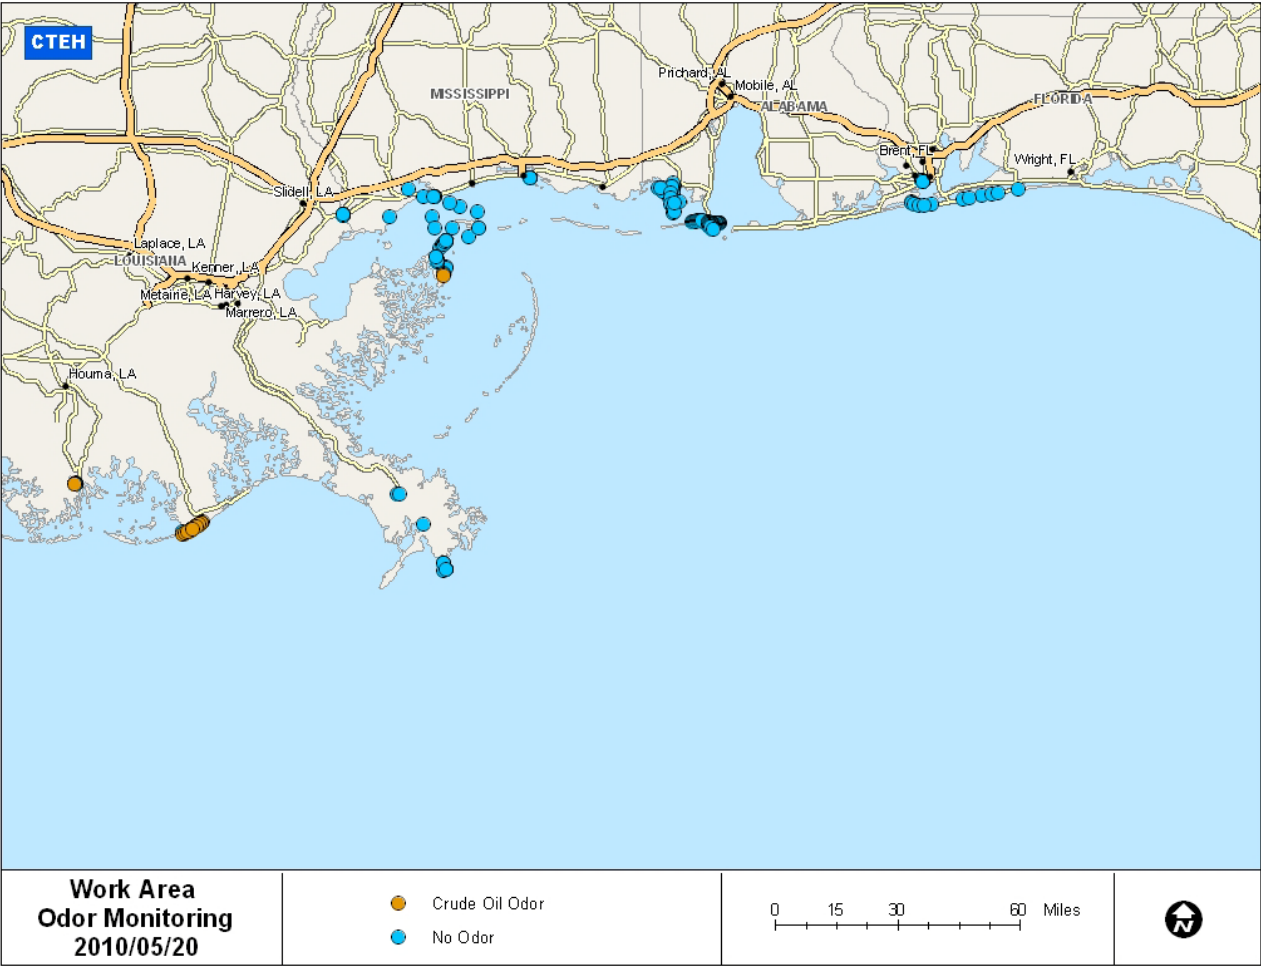 CTEH
Prichard, AL
Mobile, AL
MISSISSIPPI
ALABAMA
FLORIDA
Brent, FL
Wright, FL
Slidell, LA
Laplace, LA
LOUISIANA
Kenner, LA
Metairie, LA
Harvey, LA
Marrero, LA
Houma, LA
Work Area
Odor Monitoring
2010/05/20
Crude Oil Odor
No Odor
0 15 30 60 Miles
N